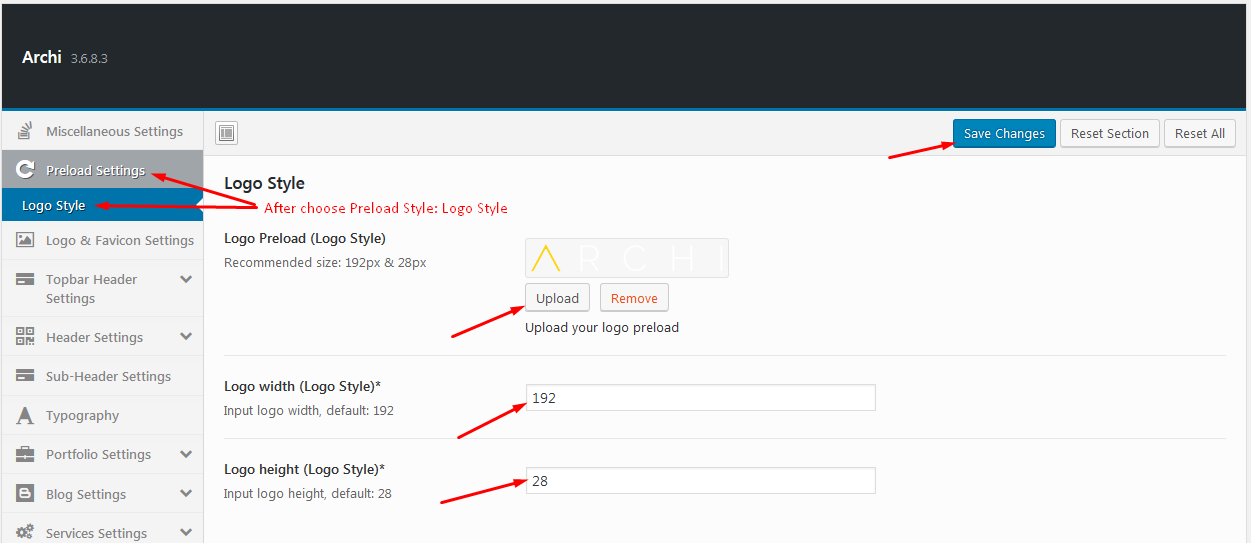 Archi 3.6.8.3
Miscellaneous Settings
Preload Settings
Logo Style
Logo & Favicon Settings
Topbar Header
Settings
Header Settings
Sub-Header Settings
Typography
Portfolio Settings
Blog Settings
Services Settings
Save Changes
Reset Section
Reset All
Logo Style
After choose Preload Style: Logo Style
Logo Preload (Logo Style)
Recommended size: 192px & 28px
ARCHI
Upload
Remove
Upload your logo preload
Logo width (Logo Style)*
Input logo width, default: 192
192
Logo height (Logo Style)*
Input logo height, default: 28
28